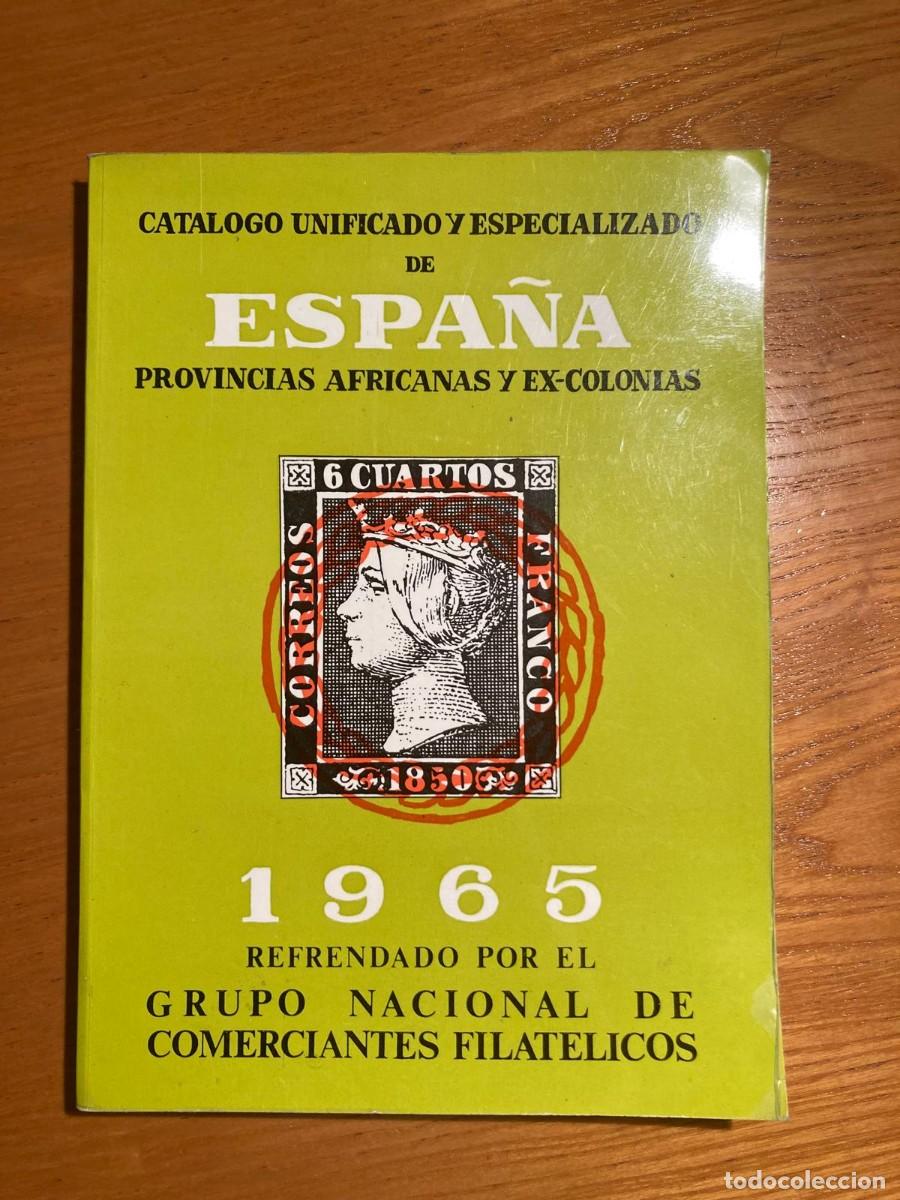 CATALOGO UNIFICADO Y ESPECIALIZADO
DE
ESPAÑA
PROVINCIAS AFRICANAS Y EX-COLONIAS
6 CUARTOS
CORREOS
FRANCO
1850
1965
REFRENDADO POR EL
GRUPO NACIONAL DE
COMERCIANTES FILATELICOS
todocoleccion